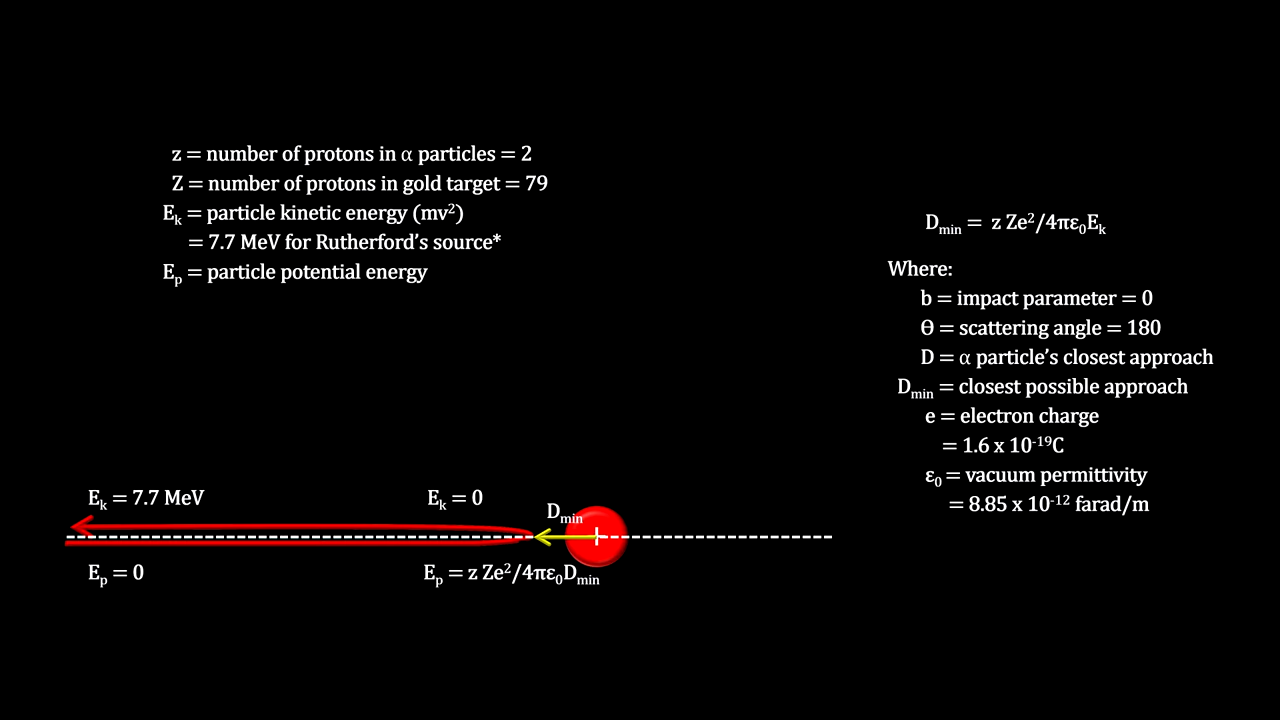 z = number of protons in α particles = 2
Z = number of protons in gold target = 79
Eₖ = particle kinetic energy (mv²)
= 7.7 MeV for Rutherford’s source*
Eₚ = particle potential energy
Dₘᵢₙ = z Ze²/4πε₀Eₖ
Where:
b = impact parameter = 0
Θ = scattering angle = 180
D = α particle’s closest approach
Dₘᵢₙ = closest possible approach
e = electron charge
= 1.6 x 10⁻¹⁹C
ε₀ = vacuum permittivity
= 8.85 x 10⁻¹² farad/m
Eₖ = 7.7 MeV
Eₖ = 0
Dₘᵢₙ
Eₚ = 0
Eₚ = z Ze²/4πε₀Dₘᵢₙ